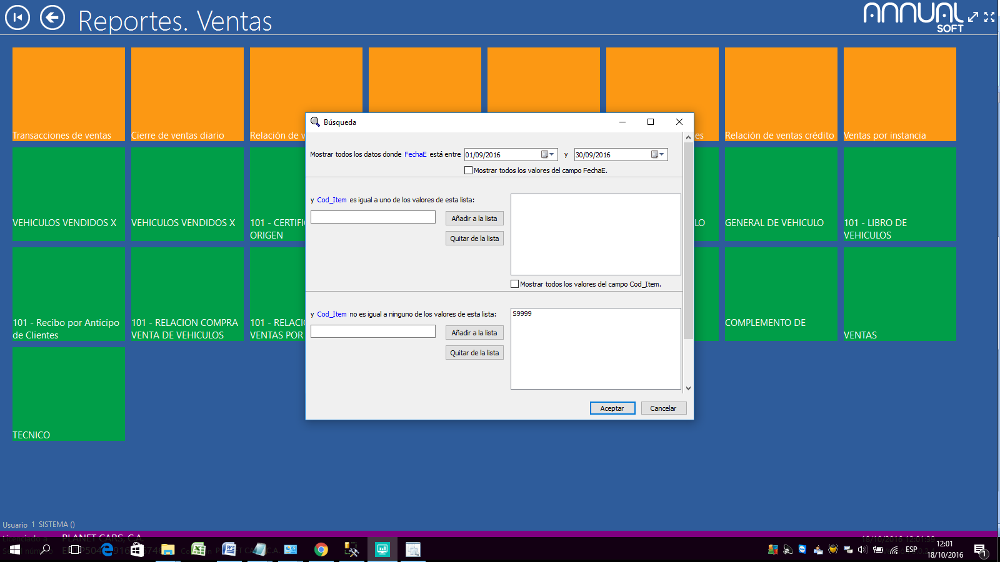 Reportes. Ventas
ANNUAL
SOFT
Transacciones de ventas
Cierre de ventas diario
Relación de v
es
Relación de ventas crédito
Ventas por instancia
Búsqueda
Mostrar todos los datos donde FechaE está entre 01/09/2016 y 30/09/2016
Mostrar todos los valores del campo FechaE.
y Cod_Item es igual a uno de los valores de esta lista:
Añadir a la lista
Quitar de la lista
Mostrar todos los valores del campo Cod_Item.
y Cod_Item no es igual a ninguno de los valores de esta lista:
S9999
Añadir a la lista
Quitar de la lista
Aceptar
Cancelar
VEHICULOS VENDIDOS X
VEHICULOS VENDIDOS X
101 - CERTIFI
ORIGEN
LO
GENERAL DE VEHICULO
101 - LIBRO DE
VEHICULOS
101 - Recibo por Anticipo
de Clientes
101 - RELACION COMPRA
VENTA DE VEHICULOS
101 - RELACI
VENTAS POR
COMPLEMENTO DE
VENTAS
TECNICO
Usuario 1 SISTEMA ()
Licenciado a PLANET CARS, C.A.
18/10/2016 12:01:39
ESP
12:01
18/10/2016
1